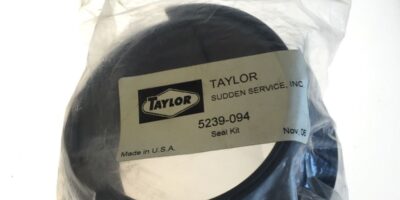 TAYLOR
TAYLOR
SUDDEN SERVICE, INC
5239-094
Seal Kit
Made in U.S.A.
Nov 06